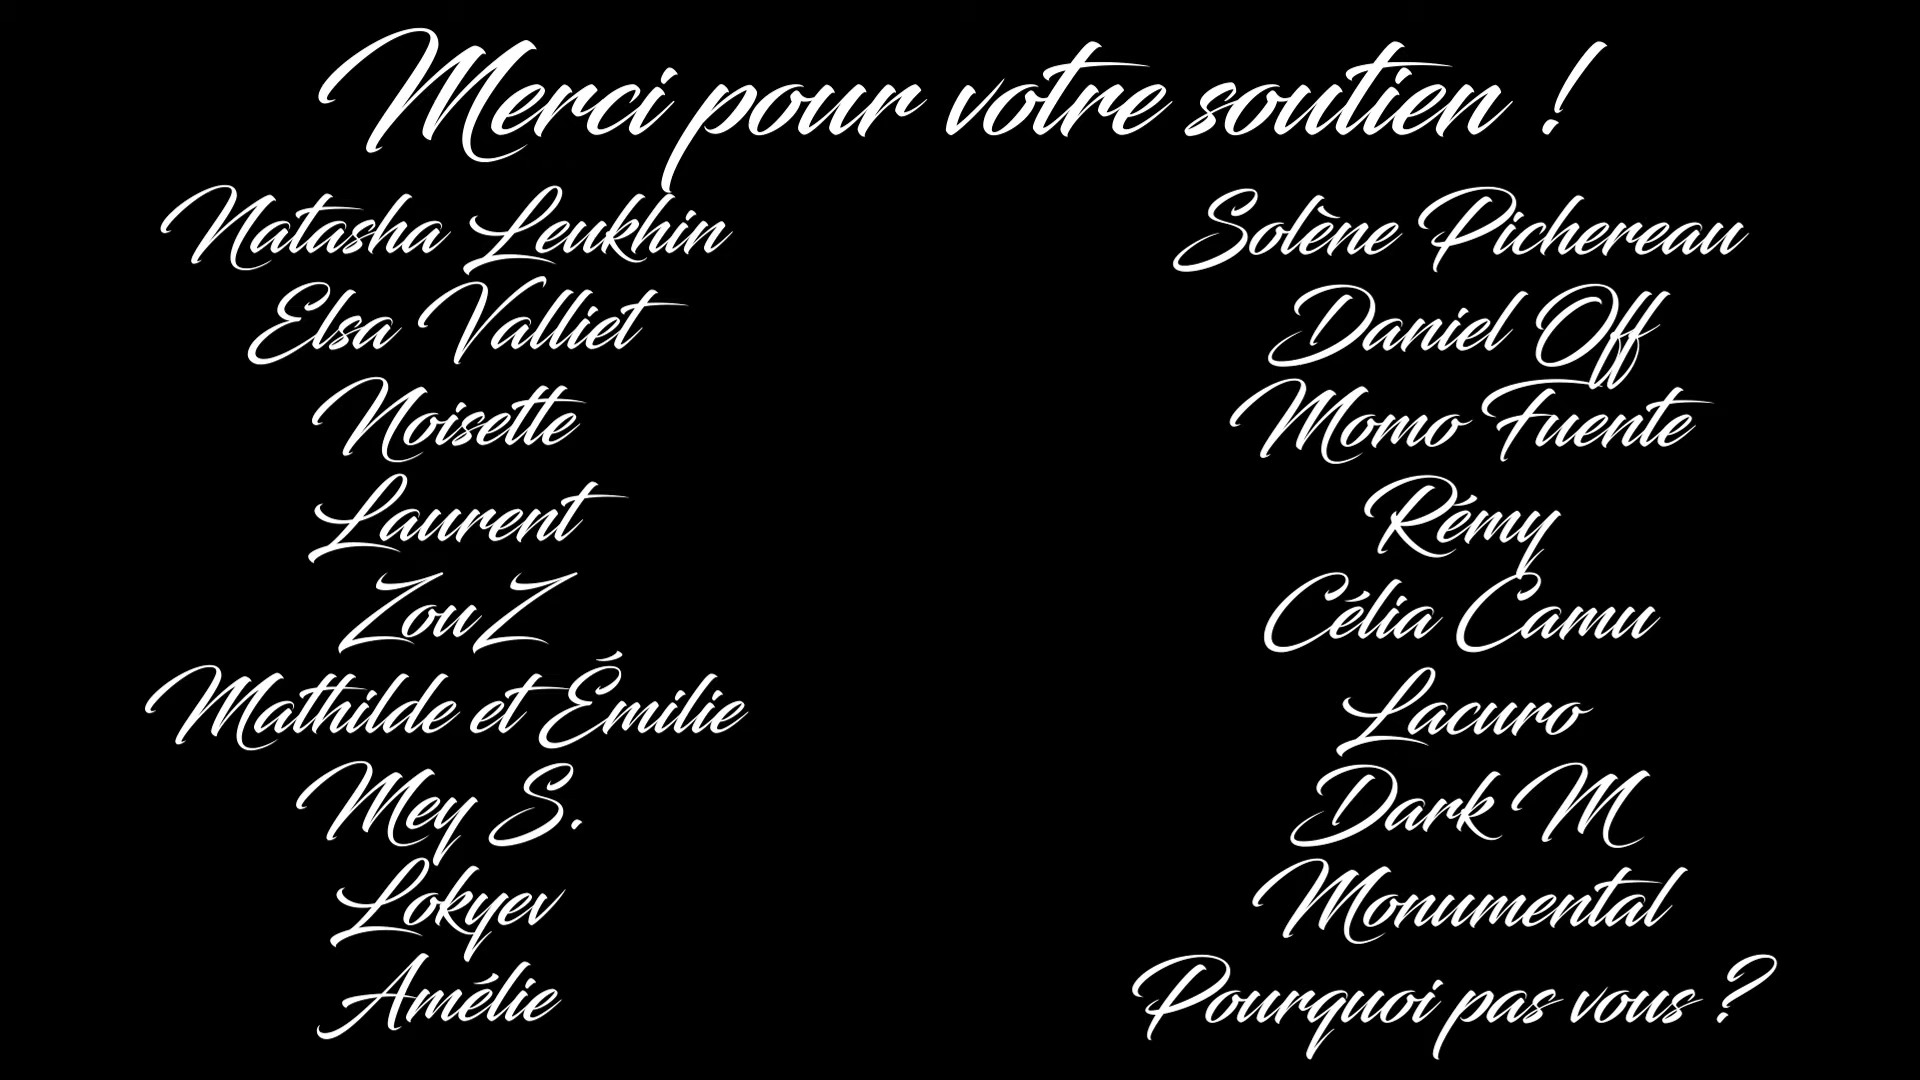 Merci pour votre soutien !
Natasha Leukhin
Elsa Valliet
Noisette
Laurent
ZouZ
Mathilde et Émilie
Mey S.
Lokyev
Amélie
Solène Pichereau
Daniel Off
Momo Fuente
Rémy
Célia Camu
Lacuro
Dark M
Monumental
Pourquoi pas vous ?